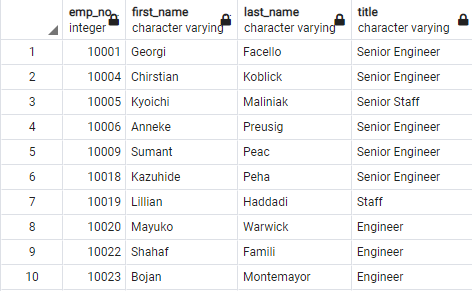 emp_no first_name last_name title
integer character varying character varying character varying
1 10001 Georgi Facello Senior Engineer
2 10004 Chirstian Koblick Senior Engineer
3 10005 Kyoichi Maliniak Senior Staff
4 10006 Anneke Preusig Senior Engineer
5 10009 Sumant Peac Senior Engineer
6 10018 Kazuhide Peha Senior Engineer
7 10019 Lillian Haddadi Staff
8 10020 Mayuko Warwick Engineer
9 10022 Shahaf Famili Engineer
10 10023 Bojan Montemayor Engineer